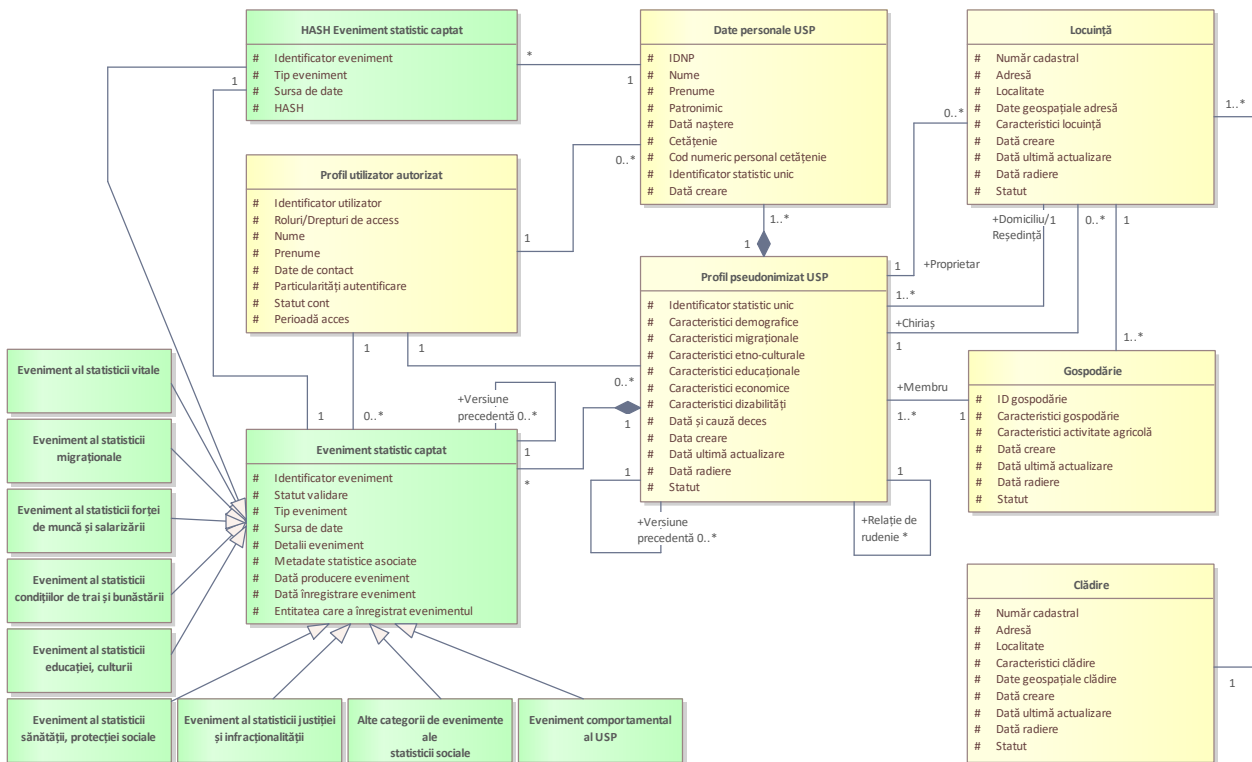 HASH Eveniment statistic captat
# Identificator eveniment
# Tip eveniment
# Sursa de date
# HASH
Date personale USP
# IDNP
# Nume
# Prenume
# Patronimic
# Dată naștere
# Cetățenie
# Cod numeric personal cetățenie
# Identificator statistic unic
# Dată creare
Locuință
# Număr cadastral
# Adresă
# Localitate
# Date geospațiale adresă
# Caracteristici locuință
# Dată creare
# Dată ultimă actualizare
# Dată radiere
# Statut
*
1
1
0..*
1..*
0..*
Profil utilizator autorizat
# Identificator utilizator
# Roluri/Drepturi de access
# Nume
# Prenume
# Date de contact
# Particularități autentificare
# Statut cont
# Perioadă acces
1
1..*
1
+Domiciliu/
Reședință
1
0..*
1
Profil pseudonimizat USP
# Identificator statistic unic
# Caracteristici demografice
# Caracteristici migraționale
# Caracteristici etno-culturale
# Caracteristici educaționale
# Caracteristici economice
# Caracteristici dizabilități
# Dată și cauză deces
# Data creare
# Dată ultimă actualizare
# Dată radiere
# Statut
1
+Proprietar
1..*
+Chiriaș
1
1..*
1
1
0..*
+Membru
1..*
1
Gospodărie
# ID gospodărie
# Caracteristici gospodărie
# Caracteristici activitate agricolă
# Dată creare
# Dată ultimă actualizare
# Dată radiere
# Statut
Eveniment al statisticii vitale
Eveniment al statisticii
migraționale
Eveniment al statisticii forței
de muncă și salarizării
Eveniment al statisticii
condițiilor de trai și bunăstării
Eveniment al statisticii
educației, culturii
1
0..*
+Versiune
precedentă 0..*
1
1
*
Eveniment statistic captat
# Identificator eveniment
# Statut validare
# Tip eveniment
# Sursa de date
# Detalii eveniment
# Metadate statistice asociate
# Dată producere eveniment
# Dată înregistrare eveniment
# Entitatea care a înregistrat evenimentul
1
+Versiune
precedentă 0..*
1
+Relație de
rudenie *
Clădire
# Număr cadastral
# Adresă
# Localitate
# Caracteristici clădire
# Date geospațiale clădire
# Dată creare
# Dată ultimă actualizare
# Dată radiere
# Statut
1
Eveniment al statisticii
sănătății, protecției sociale
Eveniment al statisticii justiției
și infracționalității
Alte categorii de evenimente
ale
statisticii sociale
Eveniment comportamental
al USP